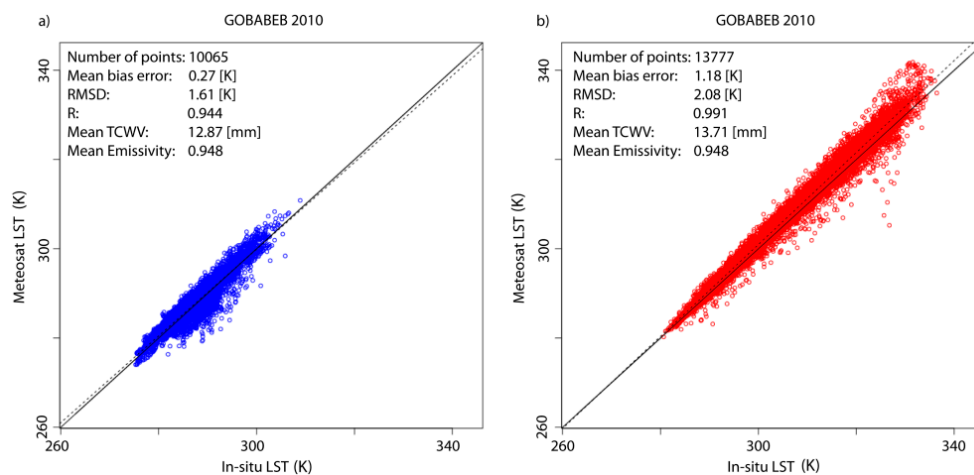 a) GOBABEB 2010
Number of points: 10065
Mean bias error: 0.27 [K]
RMSD: 1.61 [K]
R: 0.944
Mean TCWV: 12.87 [mm]
Mean Emissivity: 0.948
340
300
260
Meteosat LST (K)
260 300 340
In-situ LST (K)
b) GOBABEB 2010
Number of points: 13777
Mean bias error: 1.18 [K]
RMSD: 2.08 [K]
R: 0.991
Mean TCWV: 13.71 [mm]
Mean Emissivity: 0.948
340
300
260
Meteosat LST (K)
260 300 340
In-situ LST (K)